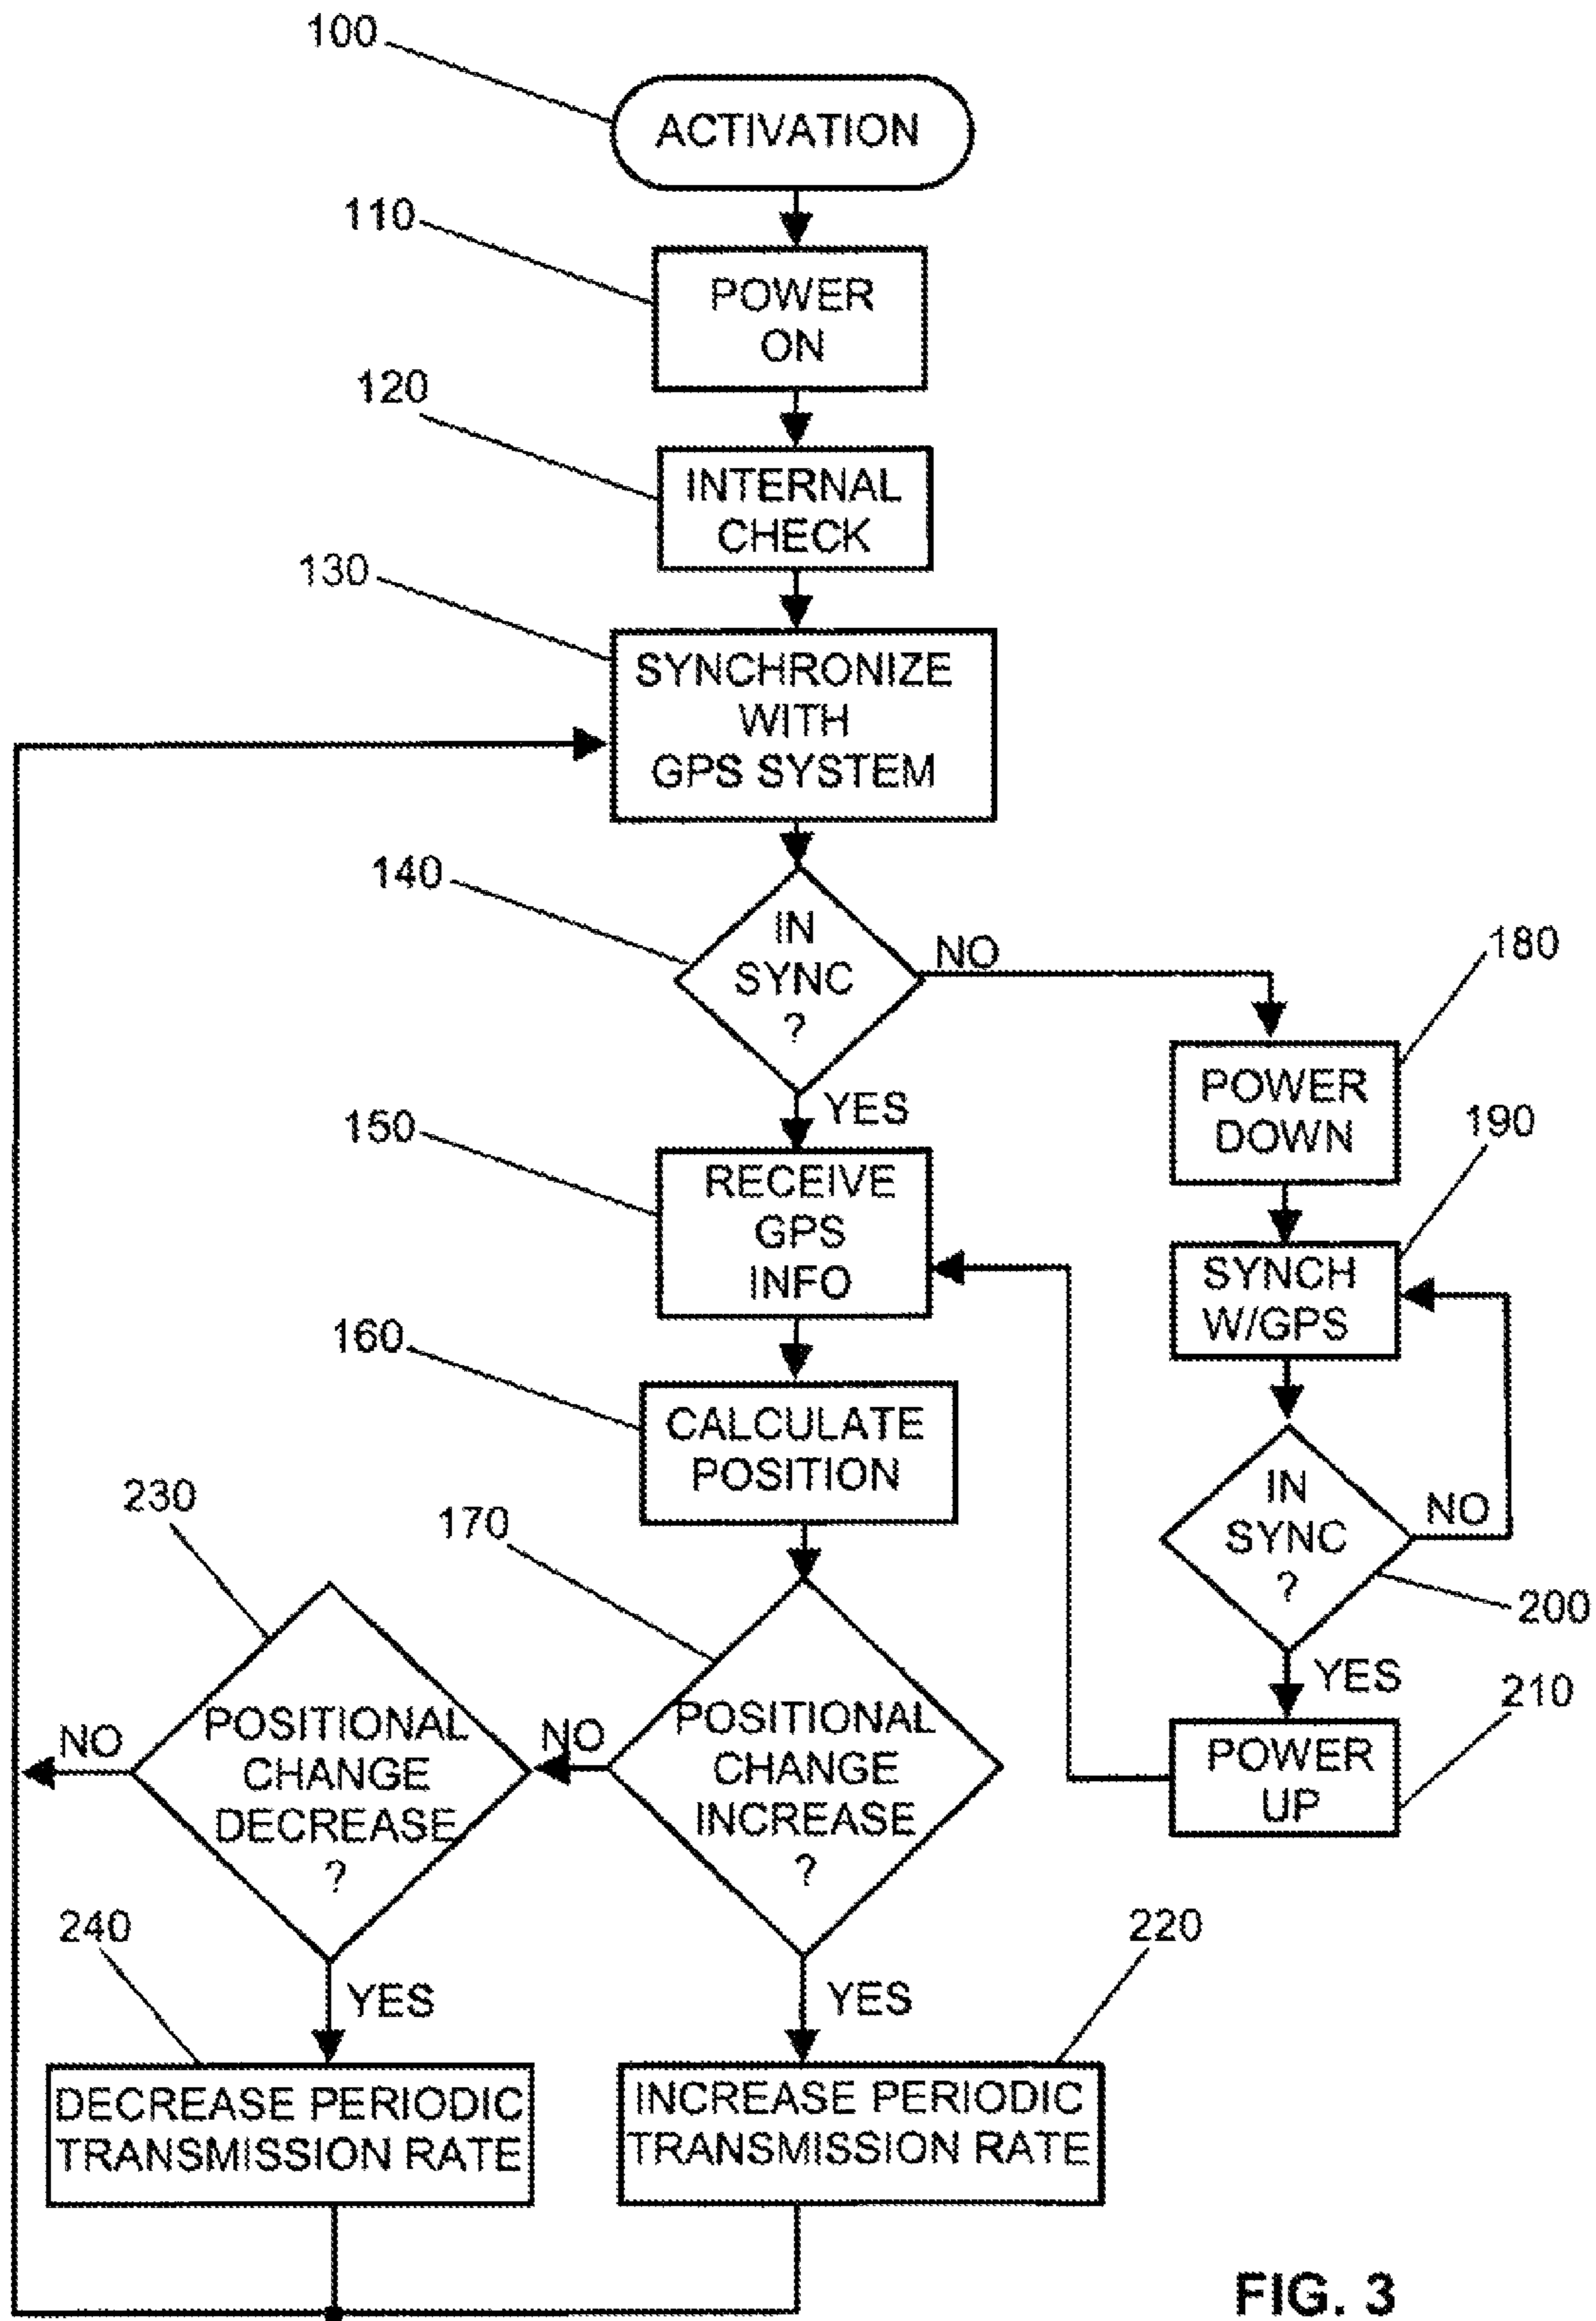 100
ACTIVATION
110
POWER
ON
120
INTERNAL
CHECK
130
SYNCHRONIZE
WITH
GPS SYSTEM
140
IN
SYNC
?
NO
YES
180
POWER
DOWN
150
RECEIVE
GPS
INFO
190
SYNCH
W/GPS
160
CALCULATE
POSITION
200
IN
SYNC
?
NO
YES
210
POWER
UP
170
POSITIONAL
CHANGE
INCREASE
?
NO
YES
230
POSITIONAL
CHANGE
DECREASE
?
NO
YES
240
DECREASE PERIODIC
TRANSMISSION RATE
220
INCREASE PERIODIC
TRANSMISSION RATE
FIG. 3